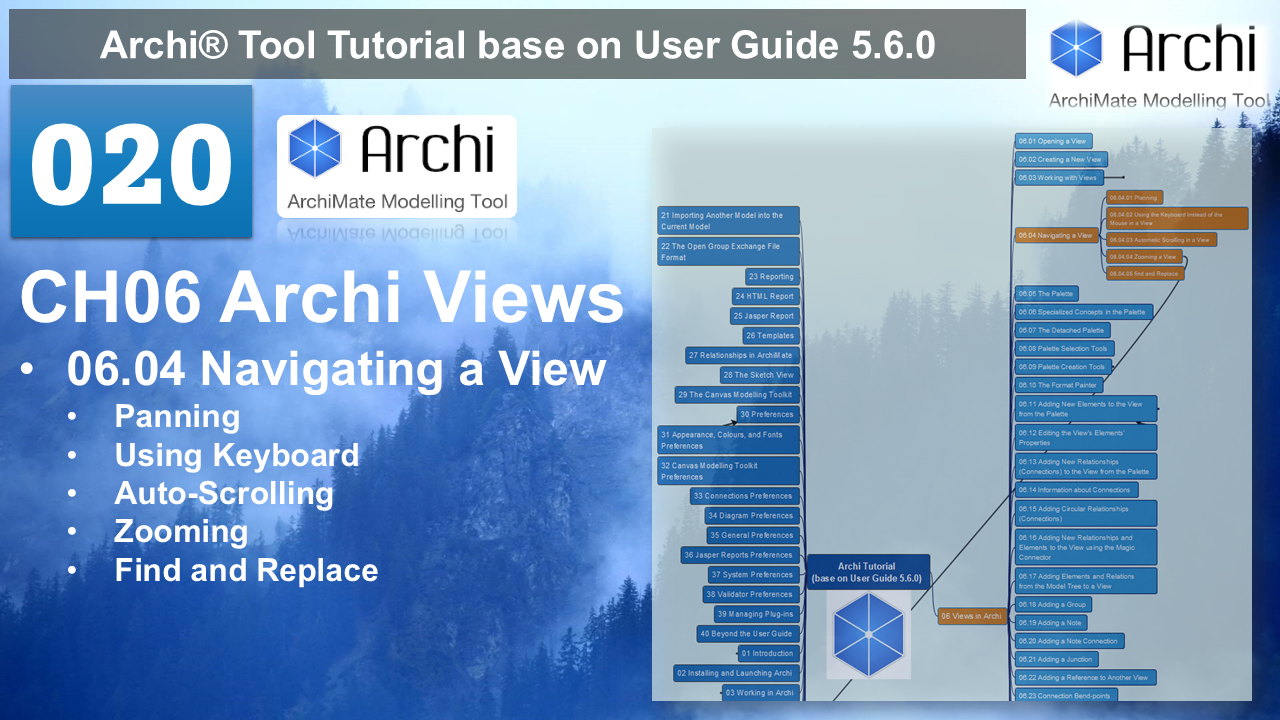 Archi® Tool Tutorial base on User Guide 5.6.0
Archi
ArchiMate Modelling Tool
020
Archi
ArchiMate Modelling Tool
CH06 Archi Views
• 06.04 Navigating a View
• Panning
• Using Keyboard
• Auto-Scrolling
• Zooming
• Find and Replace
21 Importing Another Model into the
Current Model
22 The Open Group Exchange File
Format
23 Reporting
24 HTML Report
25 Jasper Report
26 Templates
27 Relationships in ArchiMate
28 The Sketch View
29 The Canvas Modelling Toolkit
30 Preferences
31 Appearance, Colours, and Fonts
Preferences
32 Canvas Modelling Toolkit
Preferences
33 Connections Preferences
34 Diagram Preferences
35 General Preferences
36 Jasper Reports Preferences
37 System Preferences
38 Validator Preferences
39 Managing Plug-ins
40 Beyond the User Guide
01 Introduction
02 Installing and Launching Archi
03 Working in Archi
Archi Tutorial
(base on User Guide 5.6.0)
06 Views in Archi
06.01 Opening a View
06.02 Creating a New View
06.03 Working with Views
06.04 Navigating a View
06.04.01 Planning
06.04.02 Using the Keyboard Instead of the
Mouse in a View
06.04.03 Automatic Scrolling in a View
06.04.04 Zooming a View
06.04.05 find and Replace
06.05 The Palette
06.06 Specialized Concepts in the Palette
06.07 The Detached Palette
06.08 Palette Selection Tools
06.09 Palette Creation Tools
06.10 The Format Painter
06.11 Adding New Elements to the View
from the Palette
06.12 Editing the View's Elements'
Properties
06.13 Adding New Relationships
(Connections) to the View from the Palette
06.14 Information about Connections
06.15 Adding Circular Relationships
(Connections)
06.16 Adding New Relationships and
Elements to the View using the Magic
Connector
06.17 Adding Elements and Relations
from the Model Tree to a View
06.18 Adding a Group
06.19 Adding a Note
06.20 Adding a Note Connection
06.21 Adding a Junction
06.22 Adding a Reference to Another View
06.23 Connection Bend-points